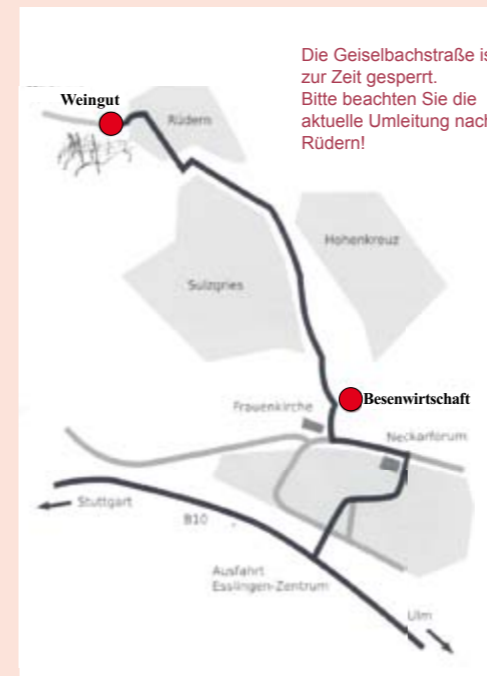 Die Geiselbachstraße is
zur Zeit gesperrt.
Bitte beachten Sie die
aktuelle Umleitung nach
Rüdern!
Weingut
Rüdern
Hohenkreuz
Sulzgries
Besenwirtschaft
Frauenkirche
Neckarforum
Stuttgart
B10
Ausfahrt
Esslingen-Zentrum
Ulm